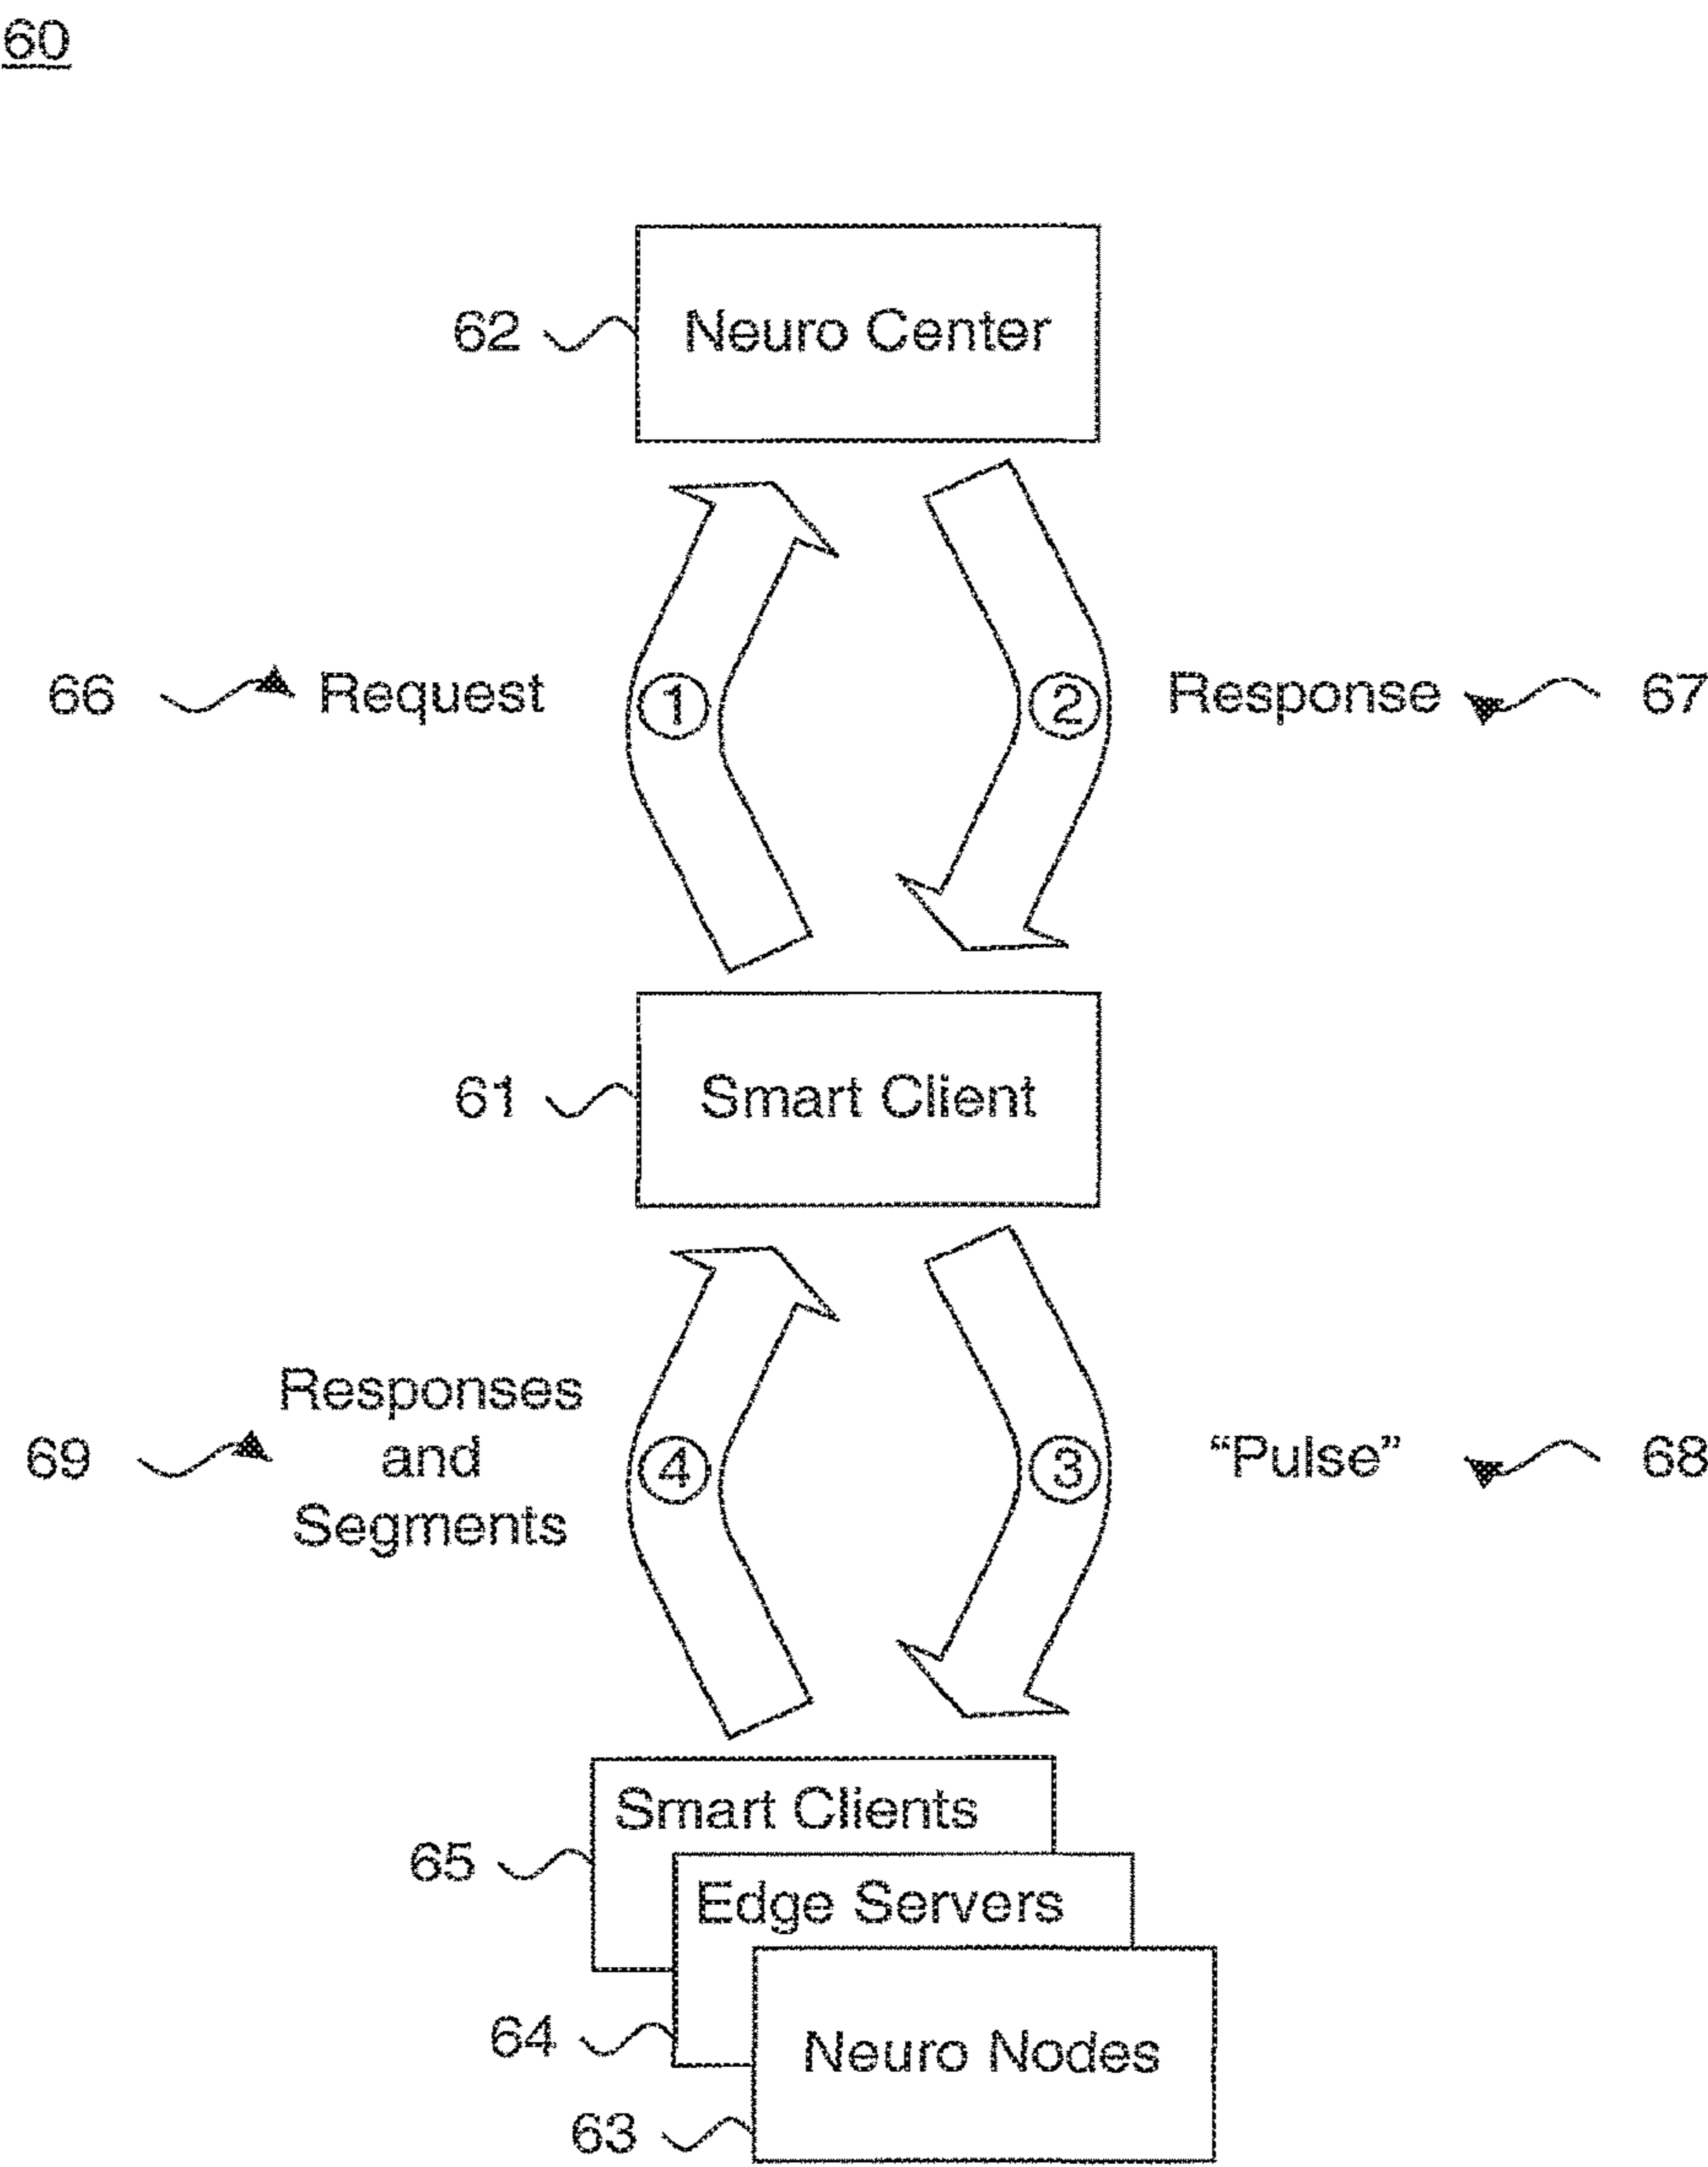 60
62 Neuro Center
66 Request 1 2 Response 67
61 Smart Client
Responses
69 and 4 3 “Pulse” 68
Segments
Smart Clients
65
Edge Servers
64
Neuro Nodes
63